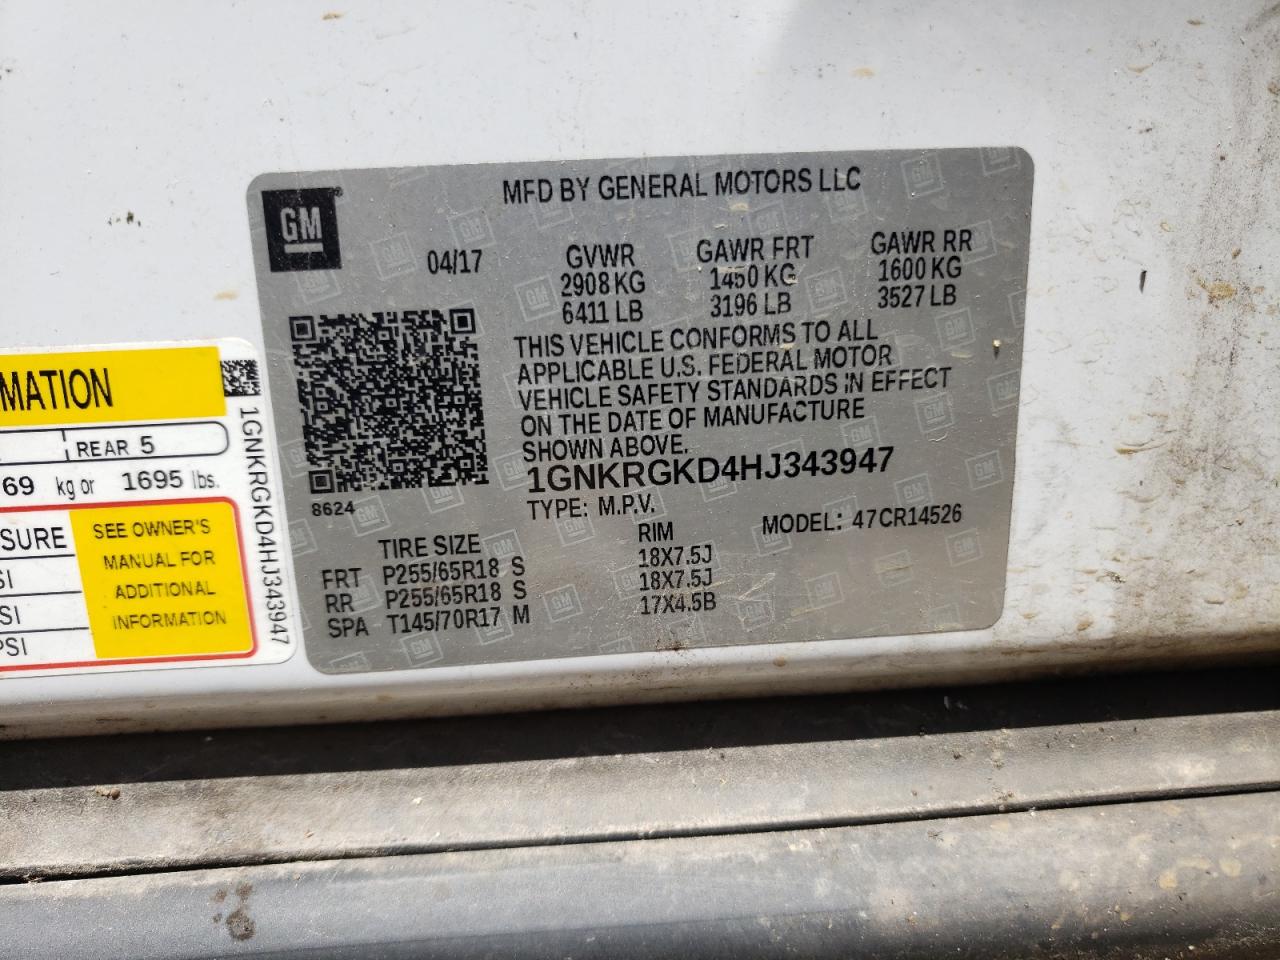 MFD BY GENERAL MOTORS LLC
GM
04/17
GVWR GAWR FRT GAWR RR
2908 KG 1450 KG 1600 KG
6411 LB 3196 LB 3527 LB
THIS VEHICLE CONFORMS TO ALL
APPLICABLE U.S. FEDERAL MOTOR
VEHICLE SAFETY STANDARDS IN EFFECT
ON THE DATE OF MANUFACTURE
SHOWN ABOVE.
1GNKRGKD4HJ343947
8624
TYPE: M.P.V. MODEL: 47CR14526
TIRE SIZE RIM
FRT P255/65R18 S 18X7.5J
RR P255/65R18 S 18X7.5J
SPA T145/70R17 M 17X4.5B
MATION
REAR 5
69 kg or 1695 lbs.
SURE
SI
SI
PSI
SEE OWNER'S
MANUAL FOR
ADDITIONAL
INFORMATION
1GNKRGKD4HJ343947